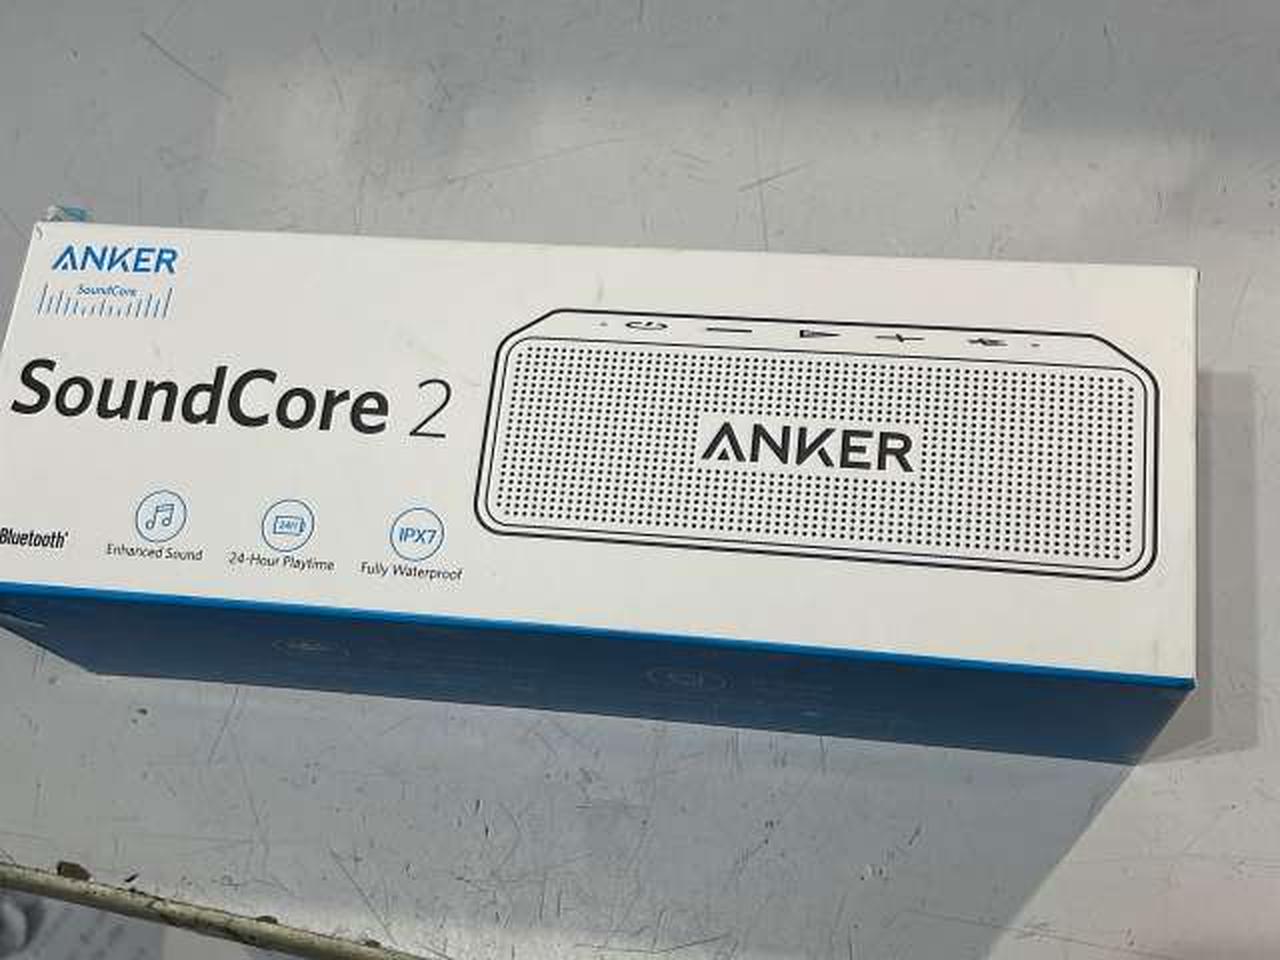 ANKER
SoundCore
SoundCore 2
ANKER
Bluetooth®
Enhanced Sound
24H
24-Hour Playtime
IPX7
Fully Waterproof